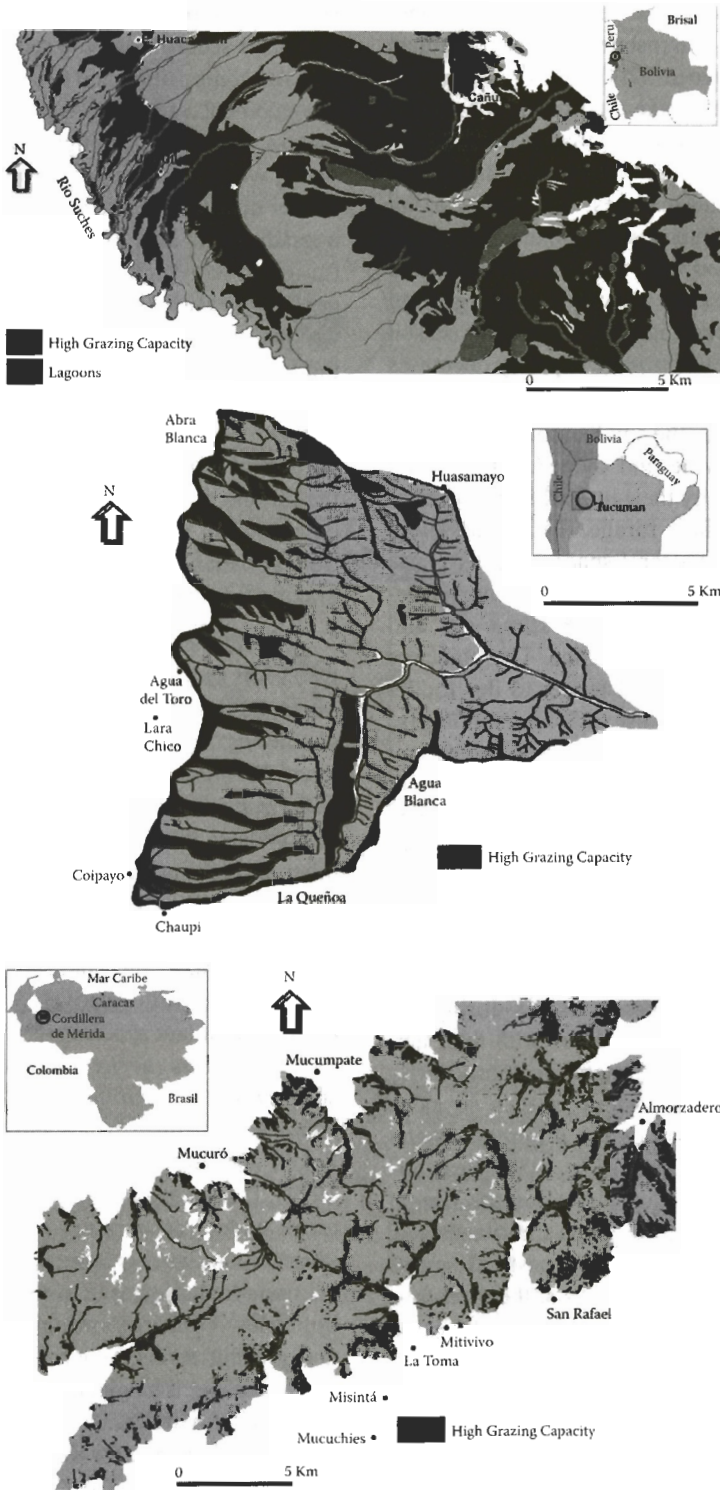 Brisal
Peru
Bolivia
Chile
N
Cañu
Río Suches
High Grazing Capacity
Lagoons
0 5 Km
Abra
Blanca
N
Huasamayo
Bolivia
Paraguay
Chile
Tucuman
0 5 Km
Agua
del Toro
Lara
Chico
Agua
Blanca
High Grazing Capacity
Coipayo
La Queñoa
Chaupi
Mar Caribe
Caracas
Cordillera
de Mérida
Colombia
Brasil
N
Mucumpate
Almorzadero
Mucuró
San Rafael
Mitivivo
La Toma
Misintá
Mucuchies
High Grazing Capacity
0 5 Km